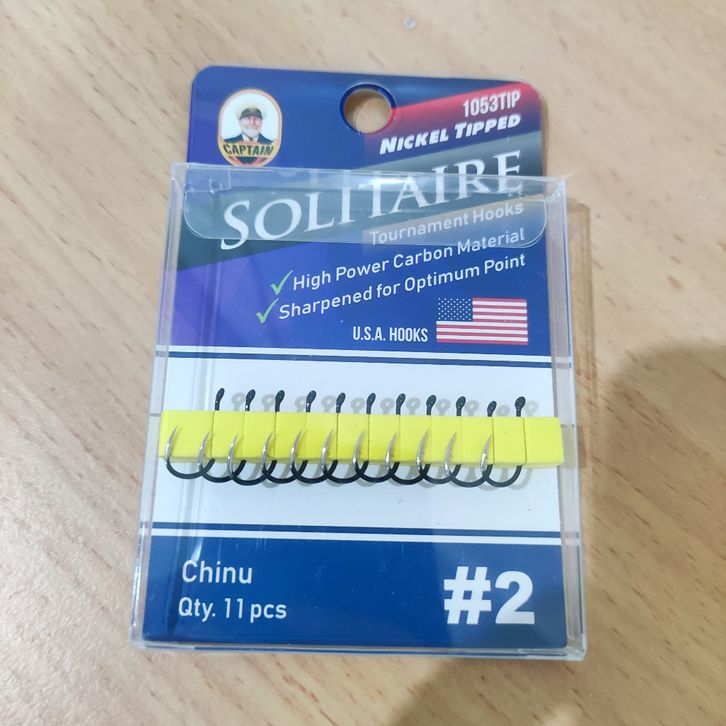 CAPTAIN
1053TIP
NICKEL TIPPED
SOLITAIRE
Tournament Hooks
High Power Carbon Material
Sharpened for Optimum Point
U.S.A. HOOKS
Chinu
Qty. 11 pcs
#2